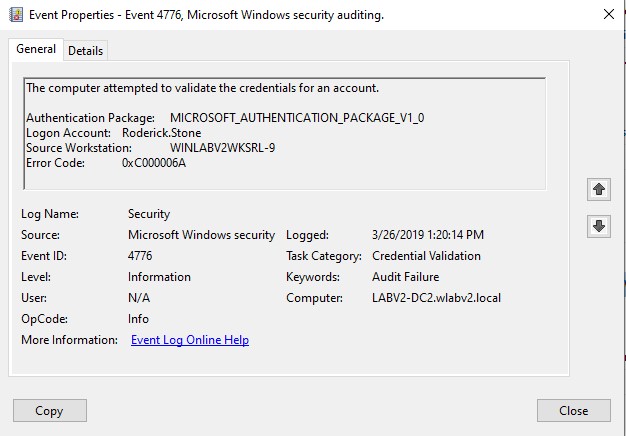 Event Properties - Event 4776, Microsoft Windows security auditing.
General Details
The computer attempted to validate the credentials for an account.
Authentication Package: MICROSOFT_AUTHENTICATION_PACKAGE_V1_0
Logon Account: Roderick.Stone
Source Workstation: WINLABV2WKSRL-9
Error Code: 0xC000006A
Log Name: Security
Source: Microsoft Windows security Logged: 3/26/2019 1:20:14 PM
Event ID: 4776 Task Category: Credential Validation
Level: Information Keywords: Audit Failure
User: N/A Computer: LABV2-DC2.wlabv2.local
OpCode: Info
More Information: Event Log Online Help
Copy Close